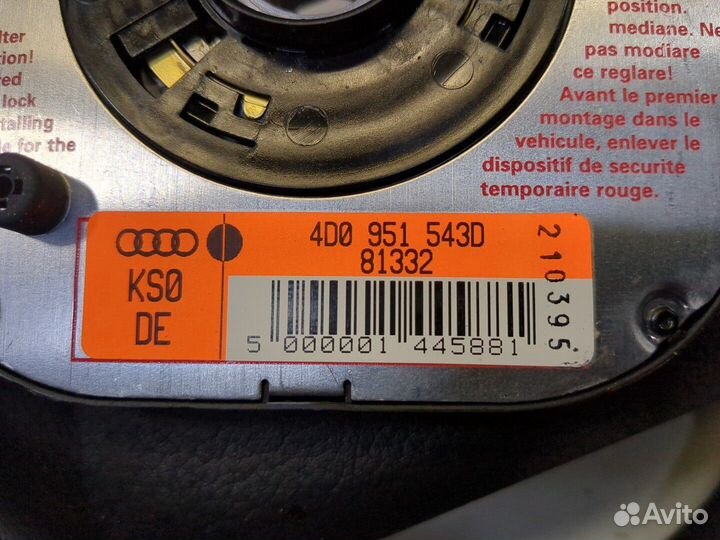 lter
tion!
red
lock
talling
e for the
position.
mediane. Ne
pas modiare
ce reglare!
Avant le premier
montage dans le
vehicule, enlever le
dispositif de securite
temporaire rouge.
4D0 951 543D
81332
KS0
DE
5 000001 445881
210395
Avito